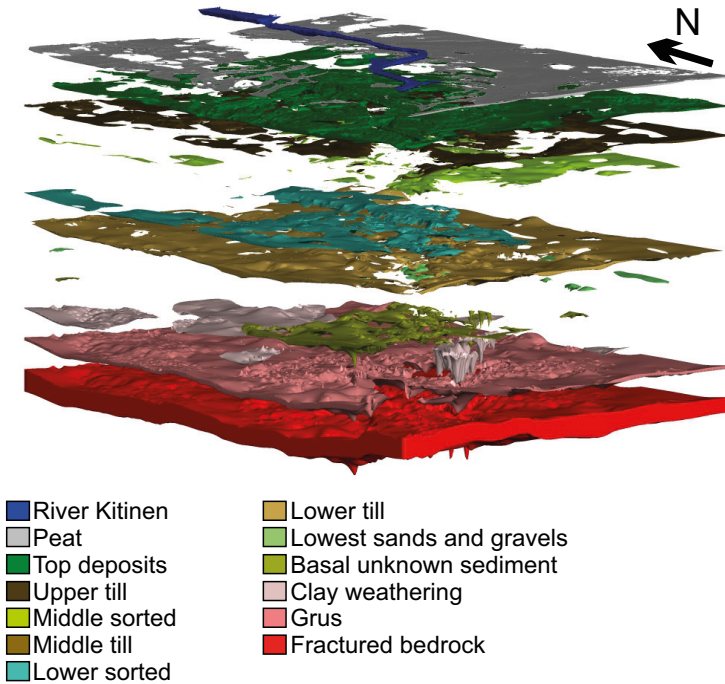 N
River Kitinen
Peat
Top deposits
Upper till
Middle sorted
Middle till
Lower sorted
Lower till
Lowest sands and gravels
Basal unknown sediment
Clay weathering
Grus
Fractured bedrock